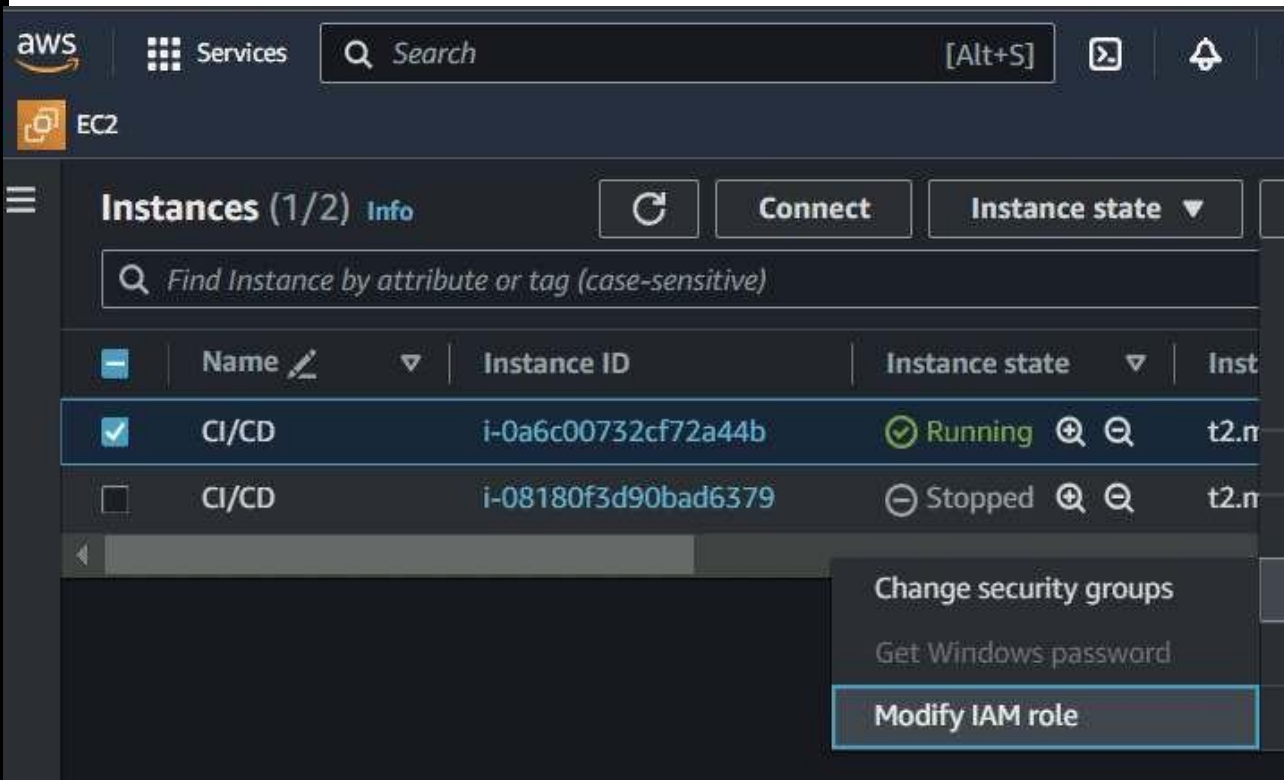 aws Services Search [Alt+S]
EC2
Instances (1/2) Info Connect Instance state
Find Instance by attribute or tag (case-sensitive)
Name Instance ID Instance state Inst
CI/CD i-0a6c00732cf72a44b Running t2.m
CI/CD i-08180f3d90bad6379 Stopped t2.m
Change security groups
Get Windows password
Modify IAM role